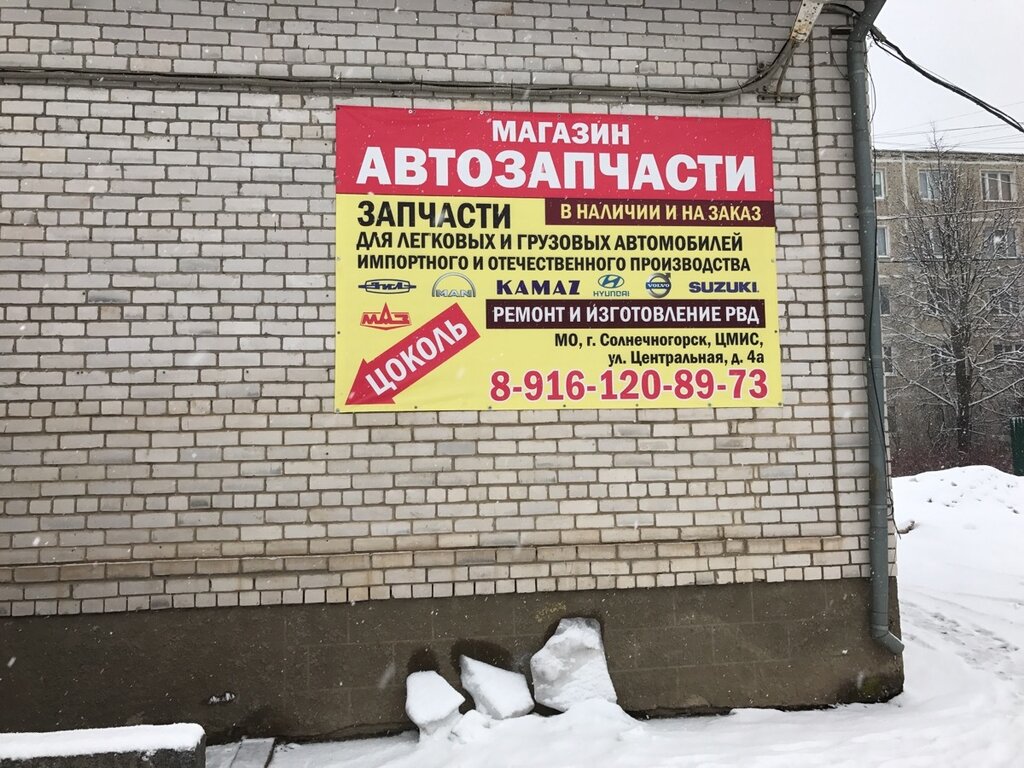 МАГАЗИН
АВТОЗАПЧАСТИ
ЗАПЧАСТИ
В НАЛИЧИИ И НА ЗАКАЗ
ДЛЯ ЛЕГКОВЫХ И ГРУЗОВЫХ АВТОМОБИЛЕЙ
ИМПОРТНОГО И ОТЕЧЕСТВЕННОГО ПРОИЗВОДСТВА
ЗИЛ MAN KAMAZ HYUNDAI VOLVO SUZUKI
МАЗ
РЕМОНТ И ИЗГОТОВЛЕНИЕ РВД
ЦОКОЛЬ
МО, г. Солнечногорск, ЦМИС,
ул. Центральная, д. 4а
8-916-120-89-73